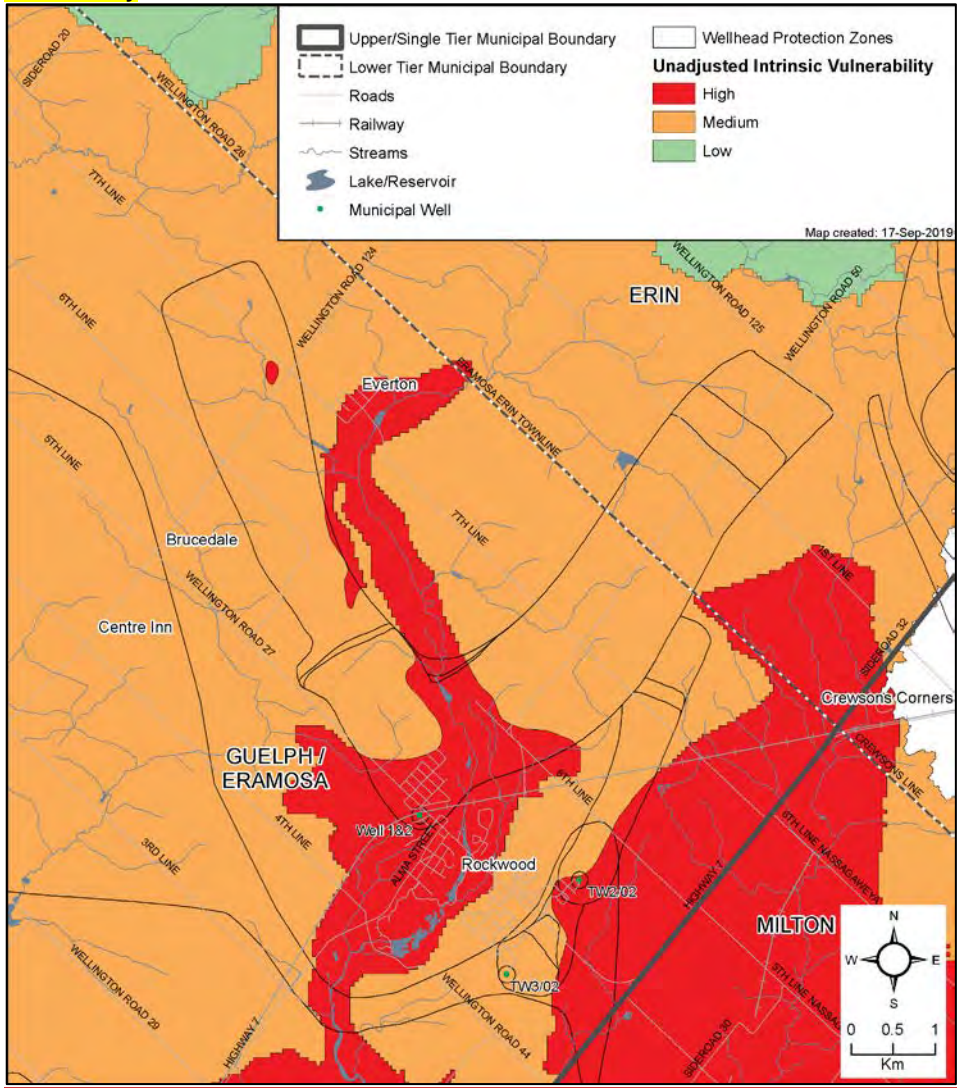 Upper/Single Tier Municipal Boundary
Lower Tier Municipal Boundary
Roads
Railway
Streams
Lake/Reservoir
Municipal Well
Wellhead Protection Zones
Unadjusted Intrinsic Vulnerability
High
Medium
Low
Map created: 17-Sep-2019
SIDEROAD 20
WELLINGTON ROAD 26
7TH LINE
WELLINGTON ROAD 124
6TH LINE
WELLINGTON ROAD 125
WELLINGTON ROAD 50
ERIN
Everton
ERAMOSA ERIN TOWNLINE
5TH LINE
7TH LINE
Brucedale
WELLINGTON ROAD 27
Centre Inn
1ST LINE
SIDEROAD 32
Crewsons Corners
CREWSONS LINE
GUELPH /
ERAMOSA
6TH LINE
4TH LINE
Well 1&2
ALMA STREET
Rockwood
3RD LINE
TW2/02
HIGHWAY 7
6TH LINE NASSAGAWEYA
MILTON
TW3/02
WELLINGTON ROAD 29
WELLINGTON ROAD 44
HIGHWAY 7
5TH LINE NASSAG
SIDEROAD 30
N
W
E
S
0 0.5 1
Km